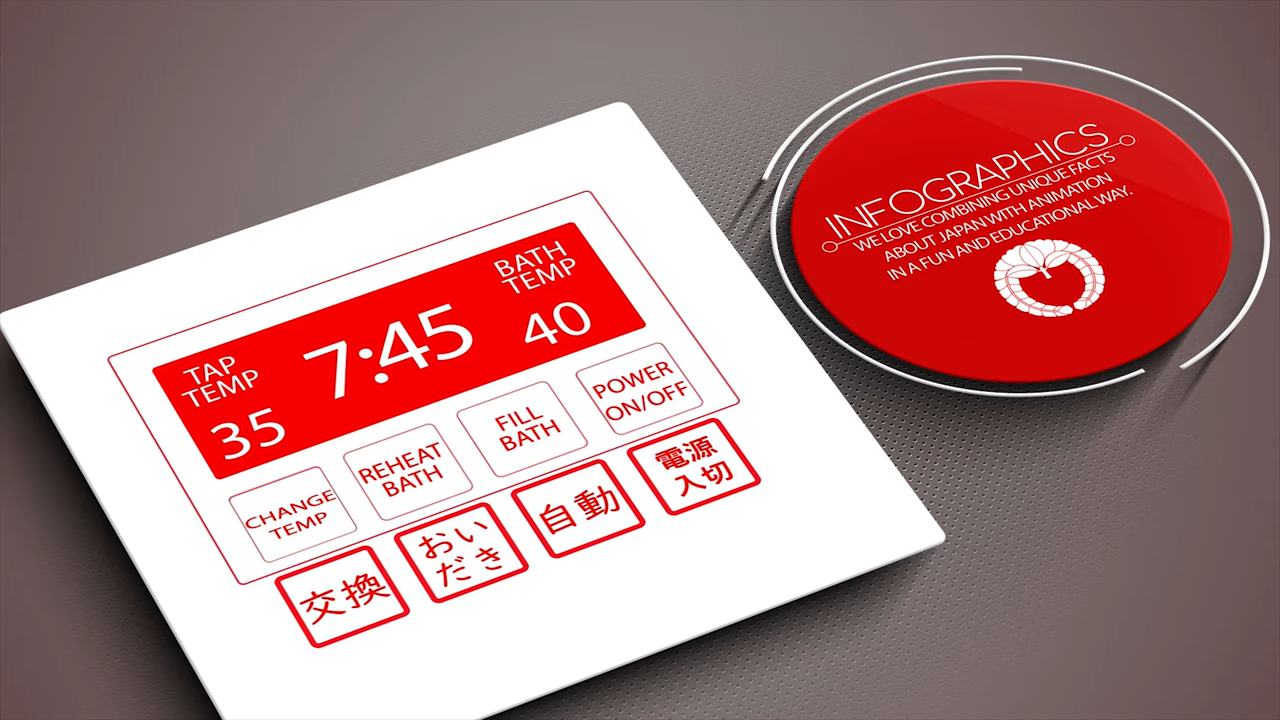 TAP
TEMP
35
7:45
BATH
TEMP
40
CHANGE
TEMP
REHEAT
BATH
FILL
BATH
POWER
ON/OFF
交換
おい
だき
自動
電源
入切
INFOGRAPHICS
WE LOVE COMBINING UNIQUE FACTS
ABOUT JAPAN WITH ANIMATION
IN A FUN AND EDUCATIONAL WAY.